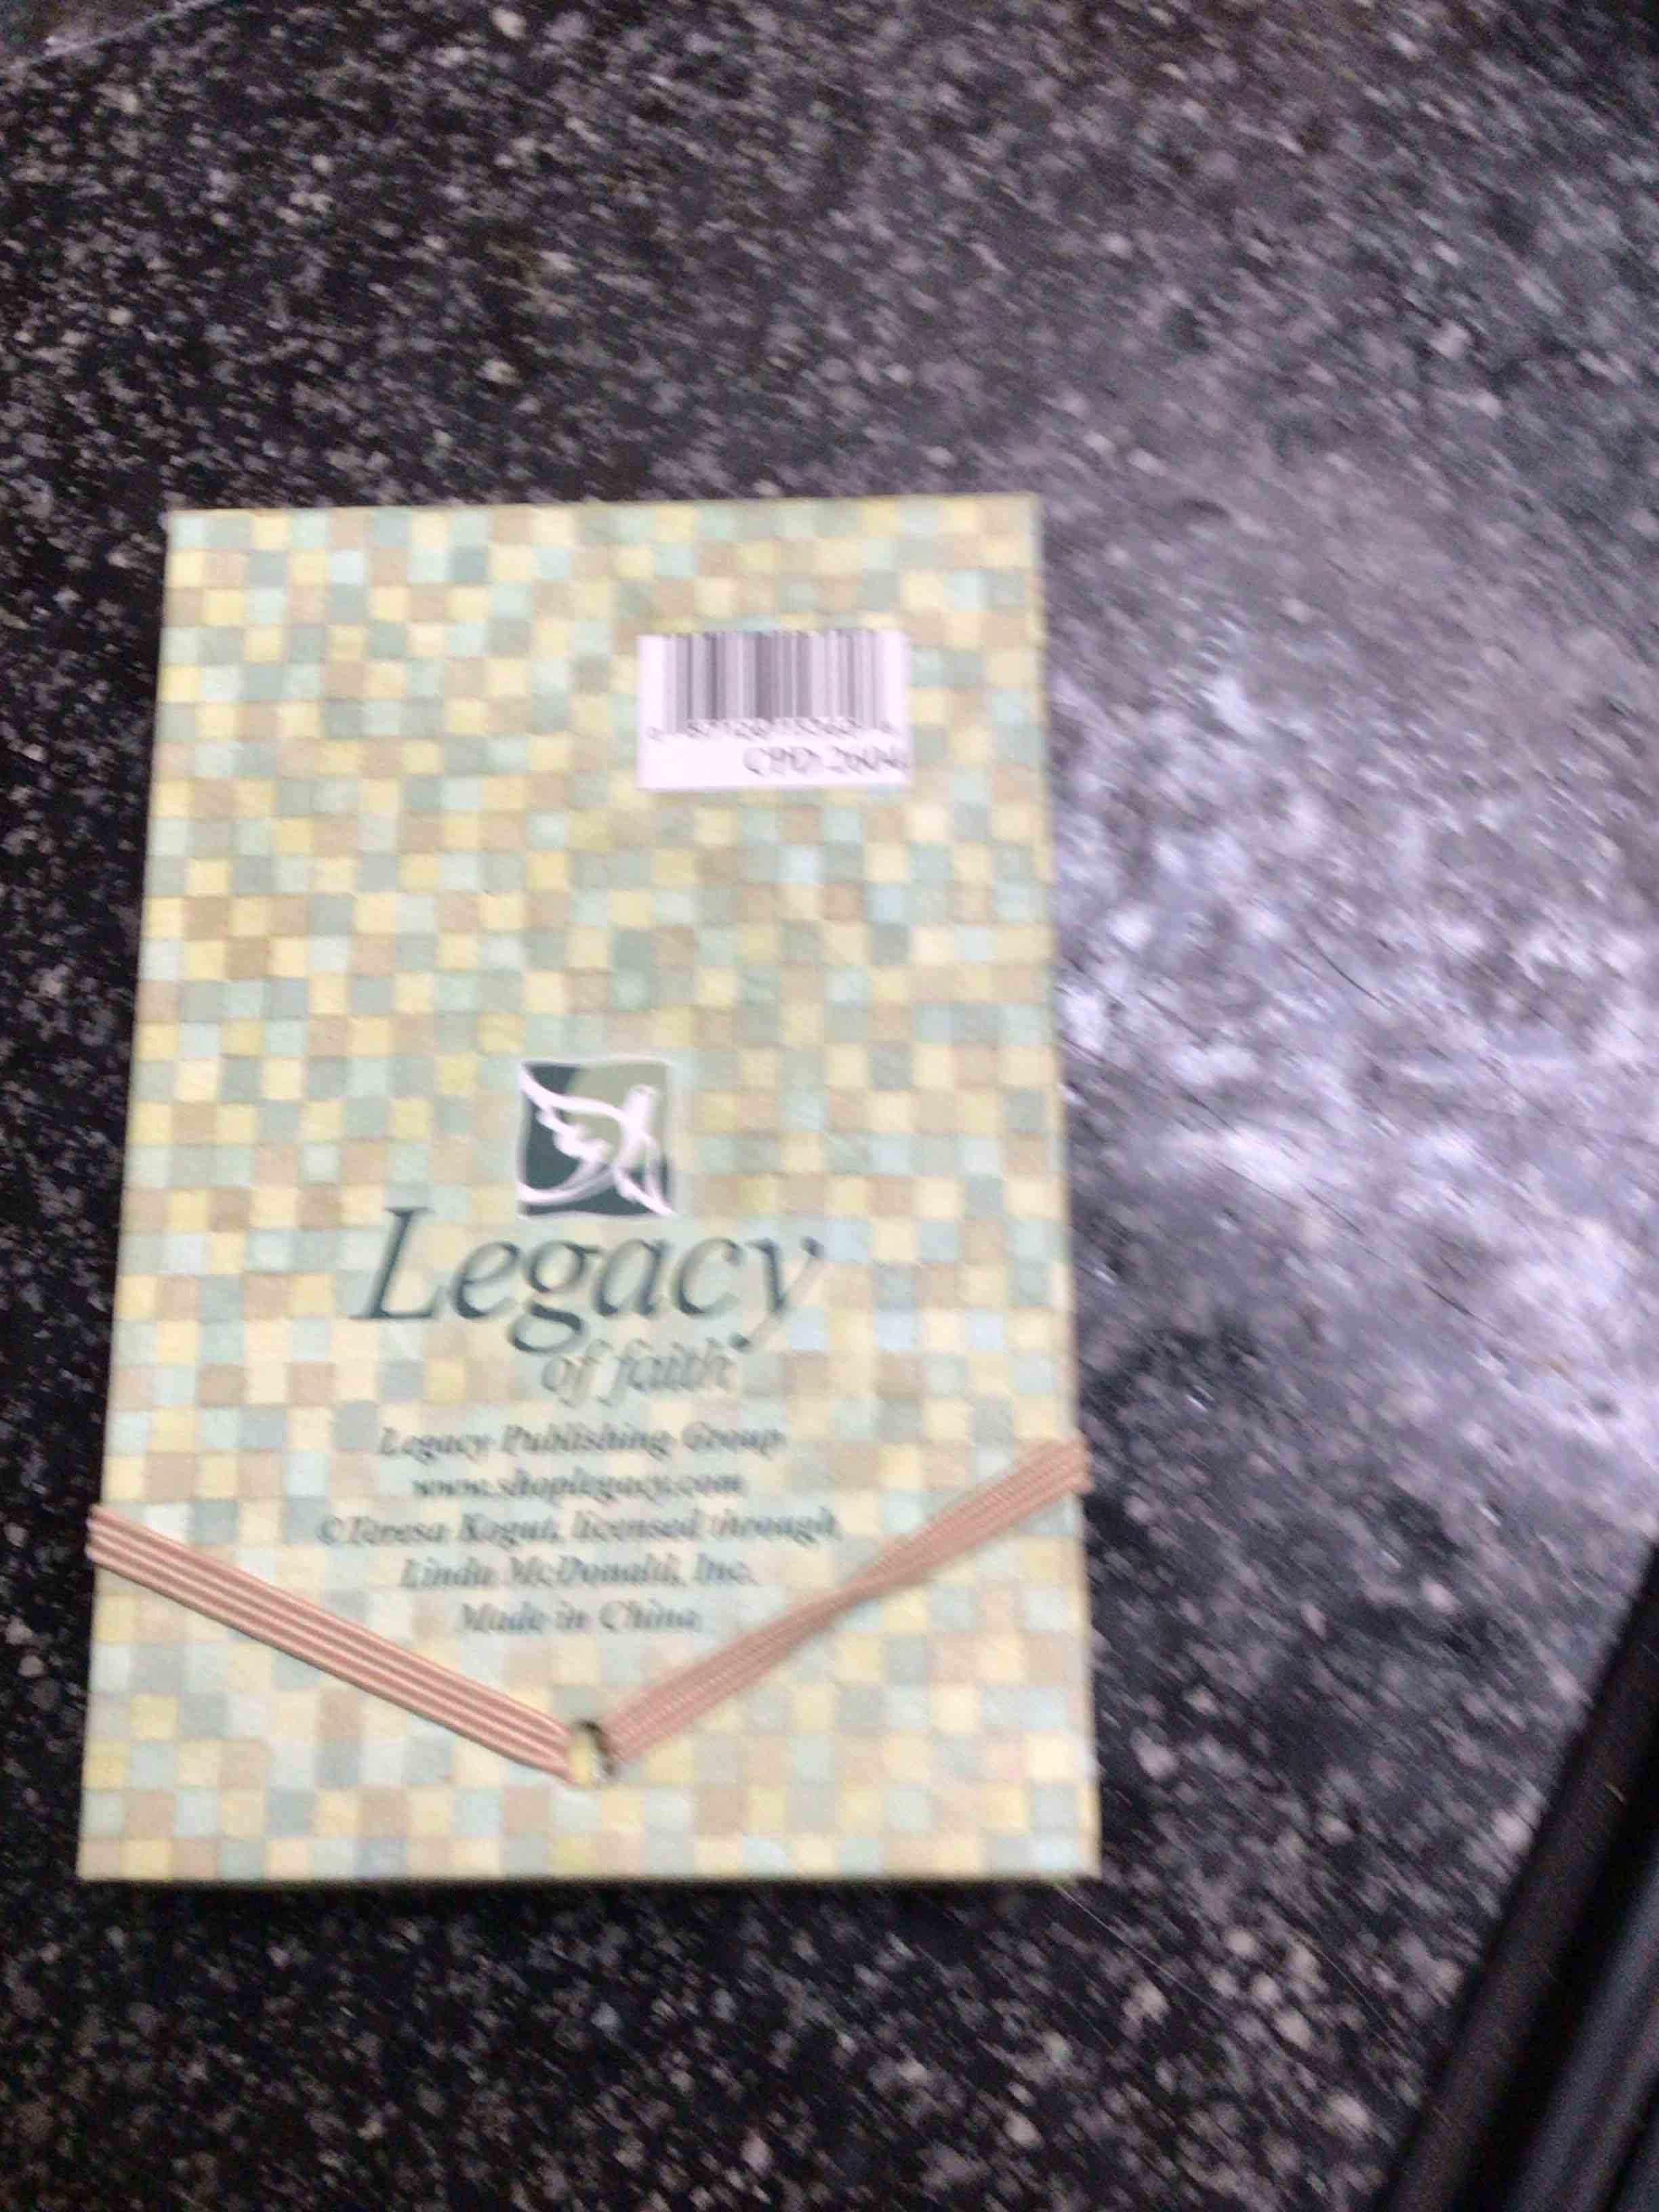 Legacy
of faith
Legacy Publishing Group
www.shoplegacy.com
©Teresa Kogut, licensed through
Linda McDonald, Inc.
Made in China